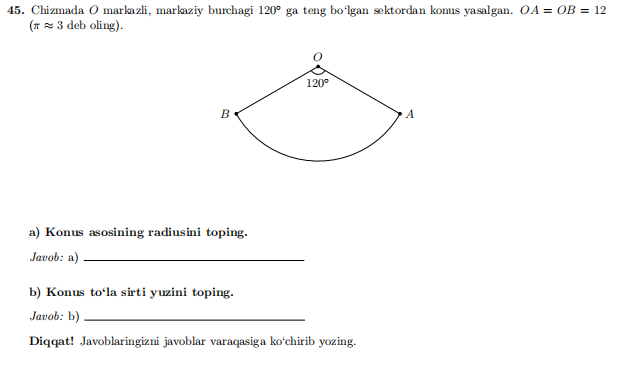 45. Chizmada O markazli, markaziy burchagi 120° ga teng bo‘lgan sektordan konus yasalgan. OA = OB = 12
(π ≈ 3 deb oling).
O
120°
B
A
a) Konus asosining radiusini toping.
Javob: a)
b) Konus to‘la sirti yuzini toping.
Javob: b)
Diqqat! Javoblaringizni javoblar varaqasiga ko‘chirib yozing.